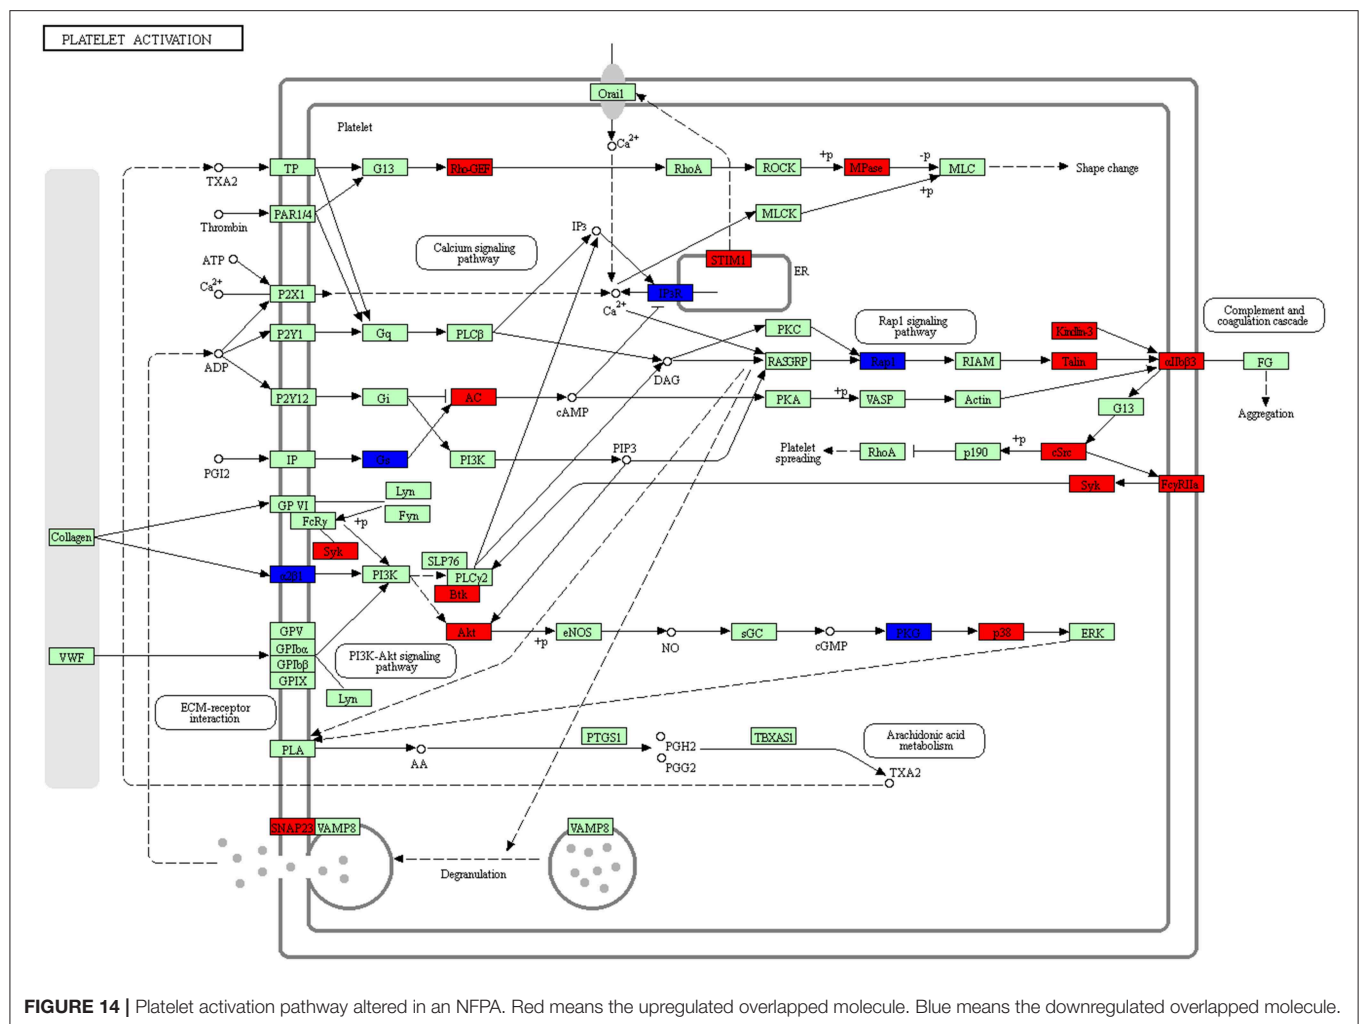 PLATELET ACTIVATION
Orai1
Platelet
Ca2+
TXA2
TP
G13
Rho-GEF
RhoA
ROCK
+p
MPase
-p
MLC
Shape change
+p
Thrombin
PAR1/4
MLCK
IP3
Calcium signaling
pathway
STIM1
ER
ATP
Ca2+
P2X1
Ca2+
IP3R
Rap1 signaling
pathway
Complement and
coagulation cascade
ADP
P2Y1
Gq
PLCβ
PKC
Kindlin-3
DAG
RASGRP
Rap1
RIAM
Talin
αIIbβ3
FG
P2Y12
Gi
AC
cAMP
PKA
+p
VASP
Actin
G13
Aggregation
PGI2
IP
Gs
PI3K
PIP3
Platelet
spreading
RhoA
p190
+p
cSrc
Syk
FcγRIIa
Lyn
GP VI
FcRγ
+p
Fyn
Collagen
Syk
SLP76
α2β1
PI3K
PLCγ2
Btk
GPV
Akt
+p
eNOS
NO
sGC
cGMP
PKG
p38
ERK
VWF
GPIbα
GPIbβ
GPIX
PI3K-Akt signaling
pathway
Lyn
ECM-receptor
interaction
PLA
AA
PTGS1
PGH2
PGG2
TBXAS1
Arachidonic acid
metabolism
TXA2
SNAP23
VAMP8
VAMP8
Degranulation
FIGURE 14 | Platelet activation pathway altered in an NFPA. Red means the upregulated overlapped molecule. Blue means the downregulated overlapped molecule.